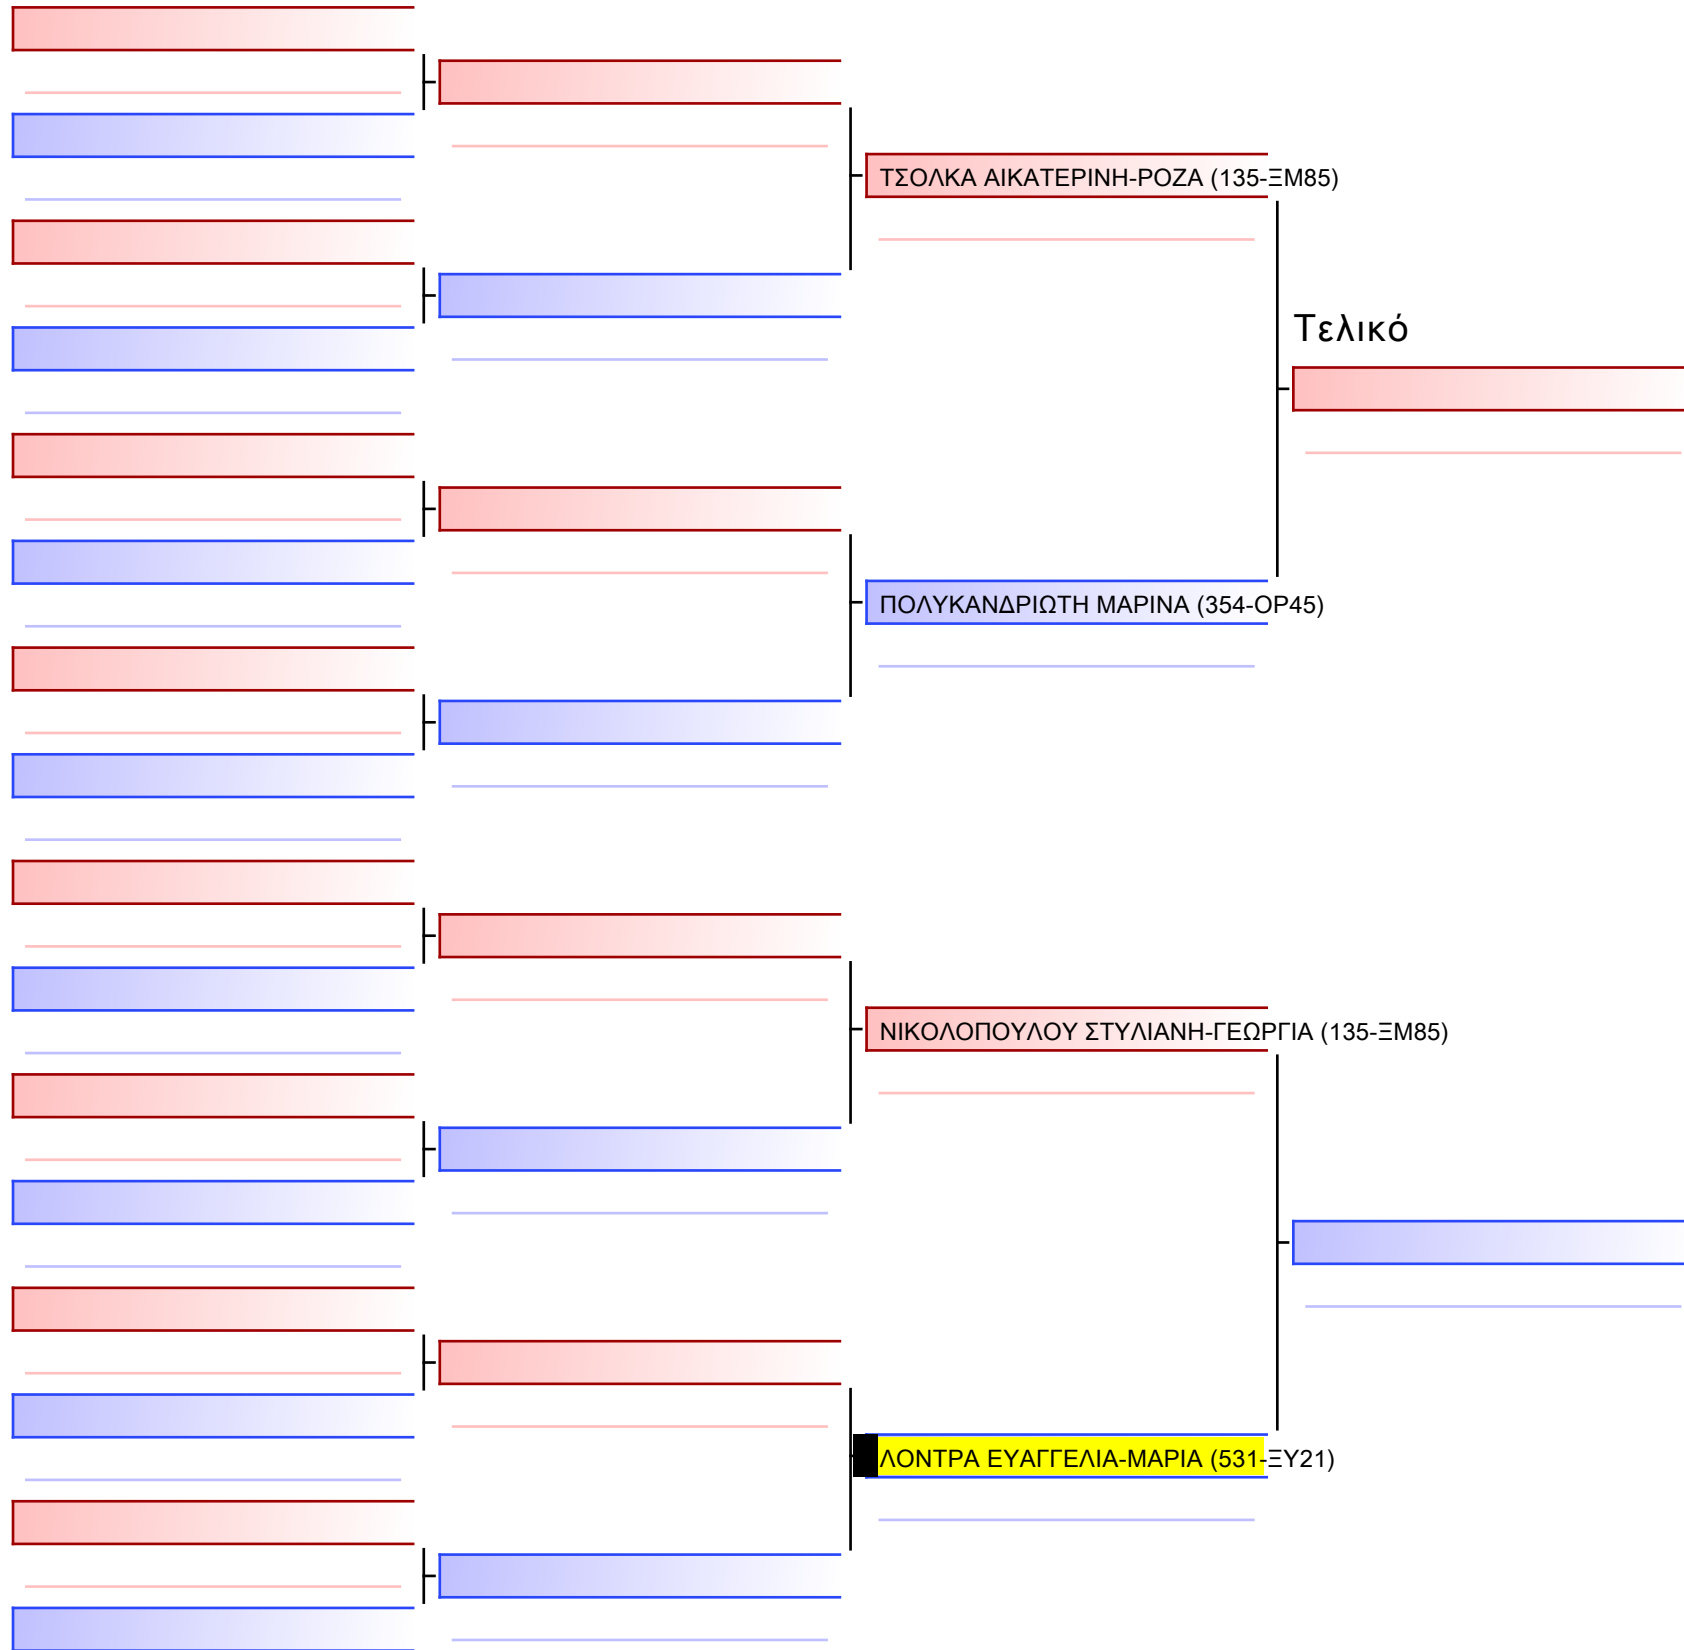 ΤΣΟΛΚΑ ΑΙΚΑΤΕΡΙΝΗ-ΡΟΖΑ (135-ΞΜ85)
Τελικό
ΠΟΛΥΚΑΝΔΡΙΩΤΗ ΜΑΡΙΝΑ (354-ΟΡ45)
ΝΙΚΟΛΟΠΟΥΛΟΥ ΣΤΥΛΙΑΝΗ-ΓΕΩΡΓΙΑ (135-ΞΜ85)
ΛΟΝΤΡΑ ΕΥΑΓΓΕΛΙΑ-ΜΑΡΙΑ (531-ΞΥ21)